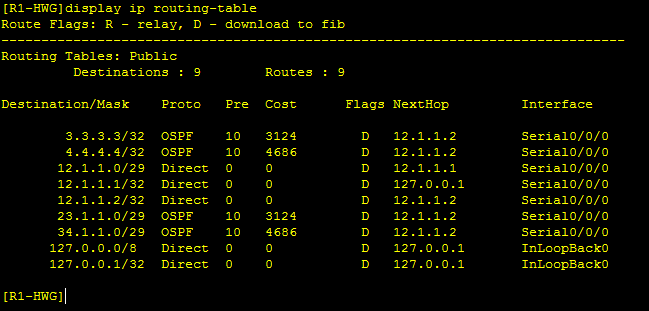 [R1-HWG]display ip routing-table
Route Flags: R - relay, D - download to fib
------------------------------------------------------------------------------
Routing Tables: Public
         Destinations : 9        Routes : 9

Destination/Mask    Proto   Pre  Cost      Flags NextHop         Interface

        3.3.3.3/32  OSPF    10   3124        D   12.1.1.2        Serial0/0/0
        4.4.4.4/32  OSPF    10   4686        D   12.1.1.2        Serial0/0/0
       12.1.1.0/29  Direct  0    0           D   12.1.1.1        Serial0/0/0
       12.1.1.1/32  Direct  0    0           D   127.0.0.1       Serial0/0/0
       12.1.1.2/32  Direct  0    0           D   12.1.1.2        Serial0/0/0
       23.1.1.0/29  OSPF    10   3124        D   12.1.1.2        Serial0/0/0
       34.1.1.0/29  OSPF    10   4686        D   12.1.1.2        Serial0/0/0
      127.0.0.0/8   Direct  0    0           D   127.0.0.1       InLoopBack0
      127.0.0.1/32  Direct  0    0           D   127.0.0.1       InLoopBack0

[R1-HWG]